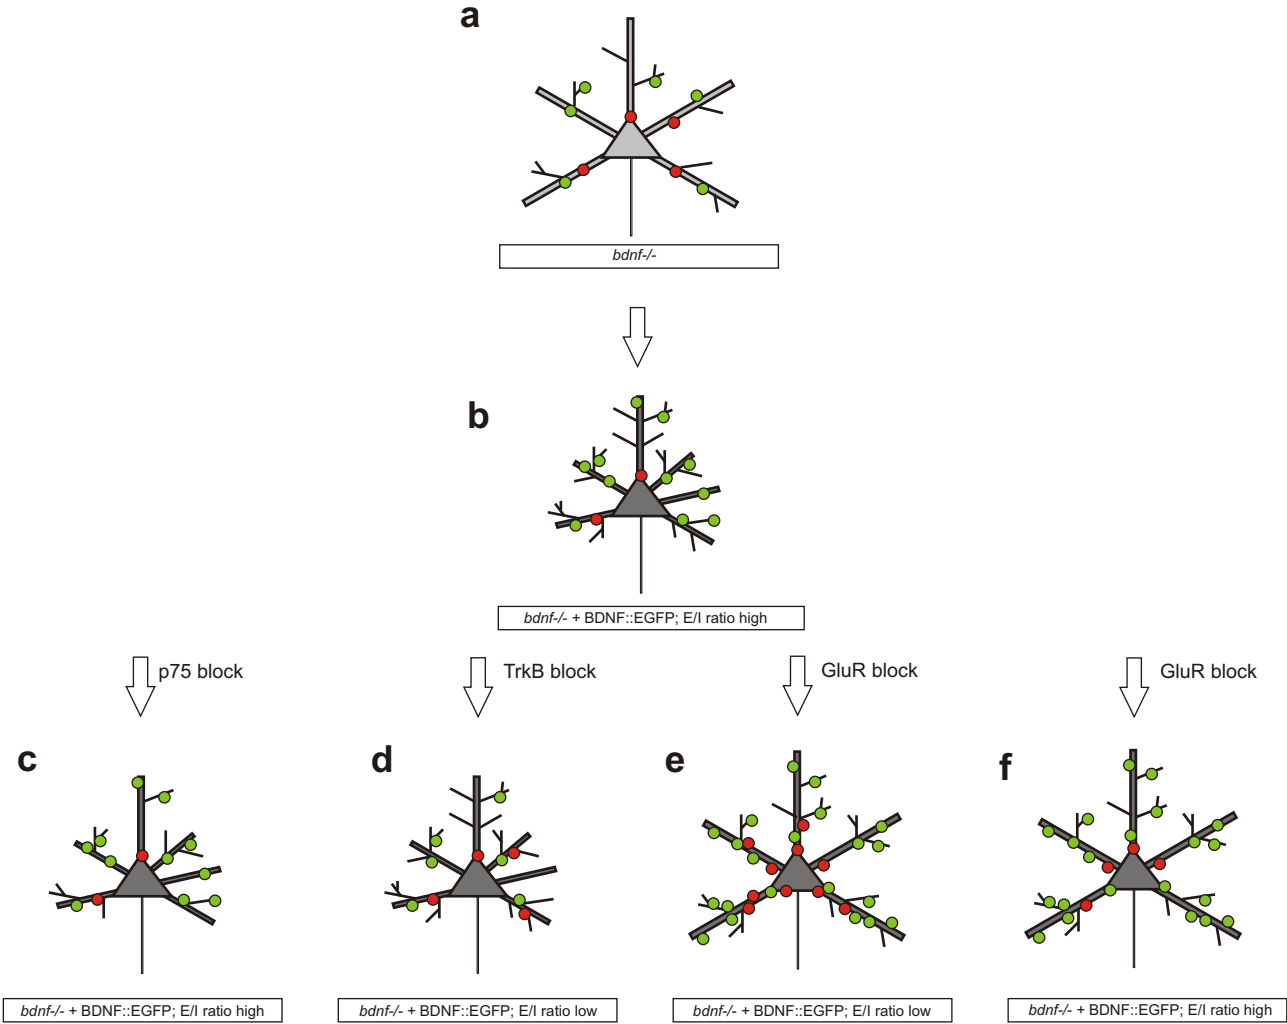 a
bdnf-/-
b
bdnf-/- + BDNF::EGFP; E/I ratio high
p75 block
TrkB block
GluR block
GluR block
c
d
e
f
bdnf-/- + BDNF::EGFP; E/I ratio high
bdnf-/- + BDNF::EGFP; E/I ratio low
bdnf-/- + BDNF::EGFP; E/I ratio low
bdnf-/- + BDNF::EGFP; E/I ratio high